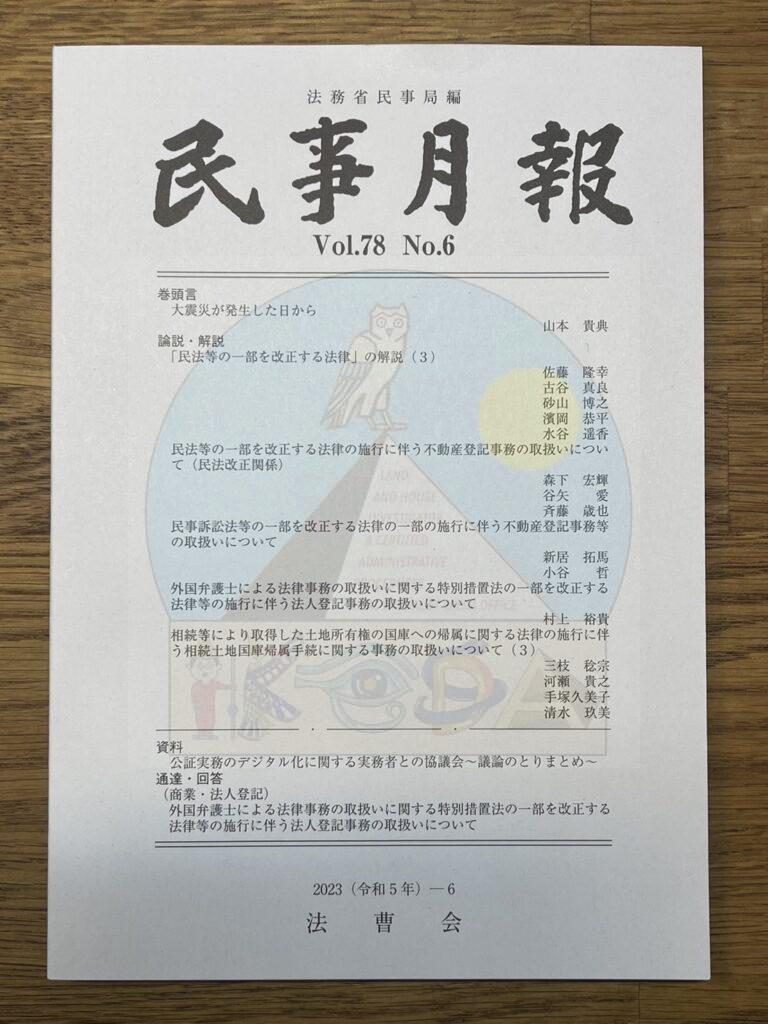 法務省民事局編
民事月報
Vol.78 No.6
巻頭言
大震災が発生した日から
山本 貴典
論説・解説
「民法等の一部を改正する法律」の解説（3）
佐藤 隆幸
古谷 真良
砂山 博之
濱岡 恭平
水谷 遥香
民法等の一部を改正する法律の施行に伴う不動産登記事務の取扱いについ
て（民法改正関係）
森下 宏輝
谷矢 愛
斉藤 歳也
民事訴訟法等の一部を改正する法律の一部の施行に伴う不動産登記事務等
の取扱いについて
新居 拓馬
小谷 哲
外国弁護士による法律事務の取扱いに関する特別措置法の一部を改正する
法律等の施行に伴う法人登記事務の取扱いについて
村上 裕貴
相続等により取得した土地所有権の国庫への帰属に関する法律の施行に伴
う相続土地国庫帰属手続に関する事務の取扱いについて（3）
三枝 稔宗
河瀬 貴之
手塚久美子
清水 玖美
資料
公証実務のデジタル化に関する実務者との協議会～議論のとりまとめ～
通達・回答
（商業・法人登記）
外国弁護士による法律事務の取扱いに関する特別措置法の一部を改正する
法律等の施行に伴う法人登記事務の取扱いについて
2023（令和5年）―6
法曹会
LAND
AND HOUSE
INVESTIGATOR
& CERTIFIED
ADMINISTRATIVE
OFFICE